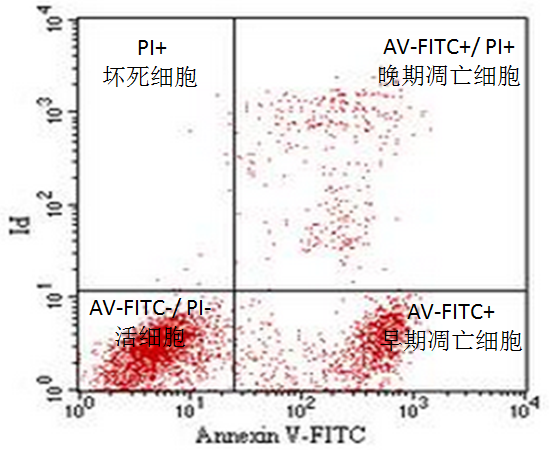 PI+
坏死细胞
AV-FITC+/ PI+
晚期凋亡细胞
AV-FITC-/ PI-
活细胞
AV-FITC+
早期凋亡细胞
PI
10⁴
10³
10²
10¹
10⁰
10⁰
10¹
10²
10³
10⁴
Annexin V-FITC